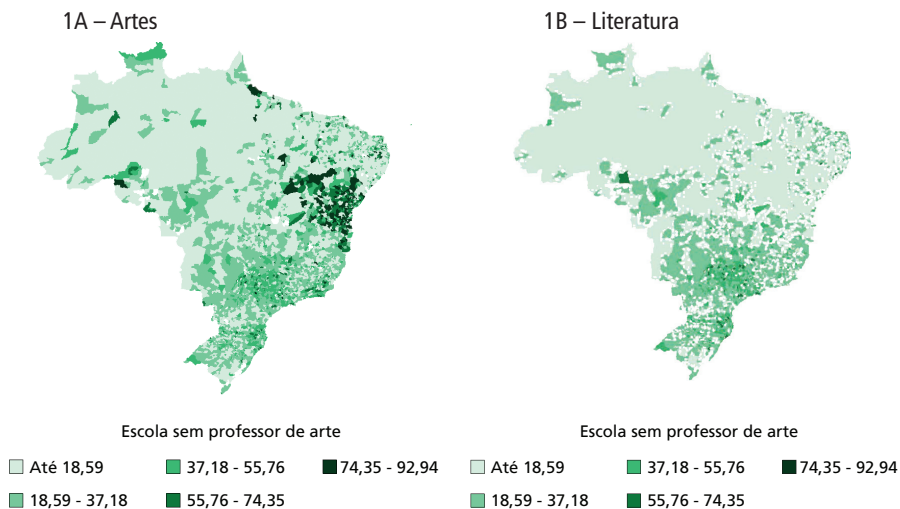 1A – Artes
1B – Literatura
Escola sem professor de arte
Até 18,59
37,18 - 55,76
74,35 - 92,94
18,59 - 37,18
55,76 - 74,35
Escola sem professor de arte
Até 18,59
37,18 - 55,76
74,35 - 92,94
18,59 - 37,18
55,76 - 74,35